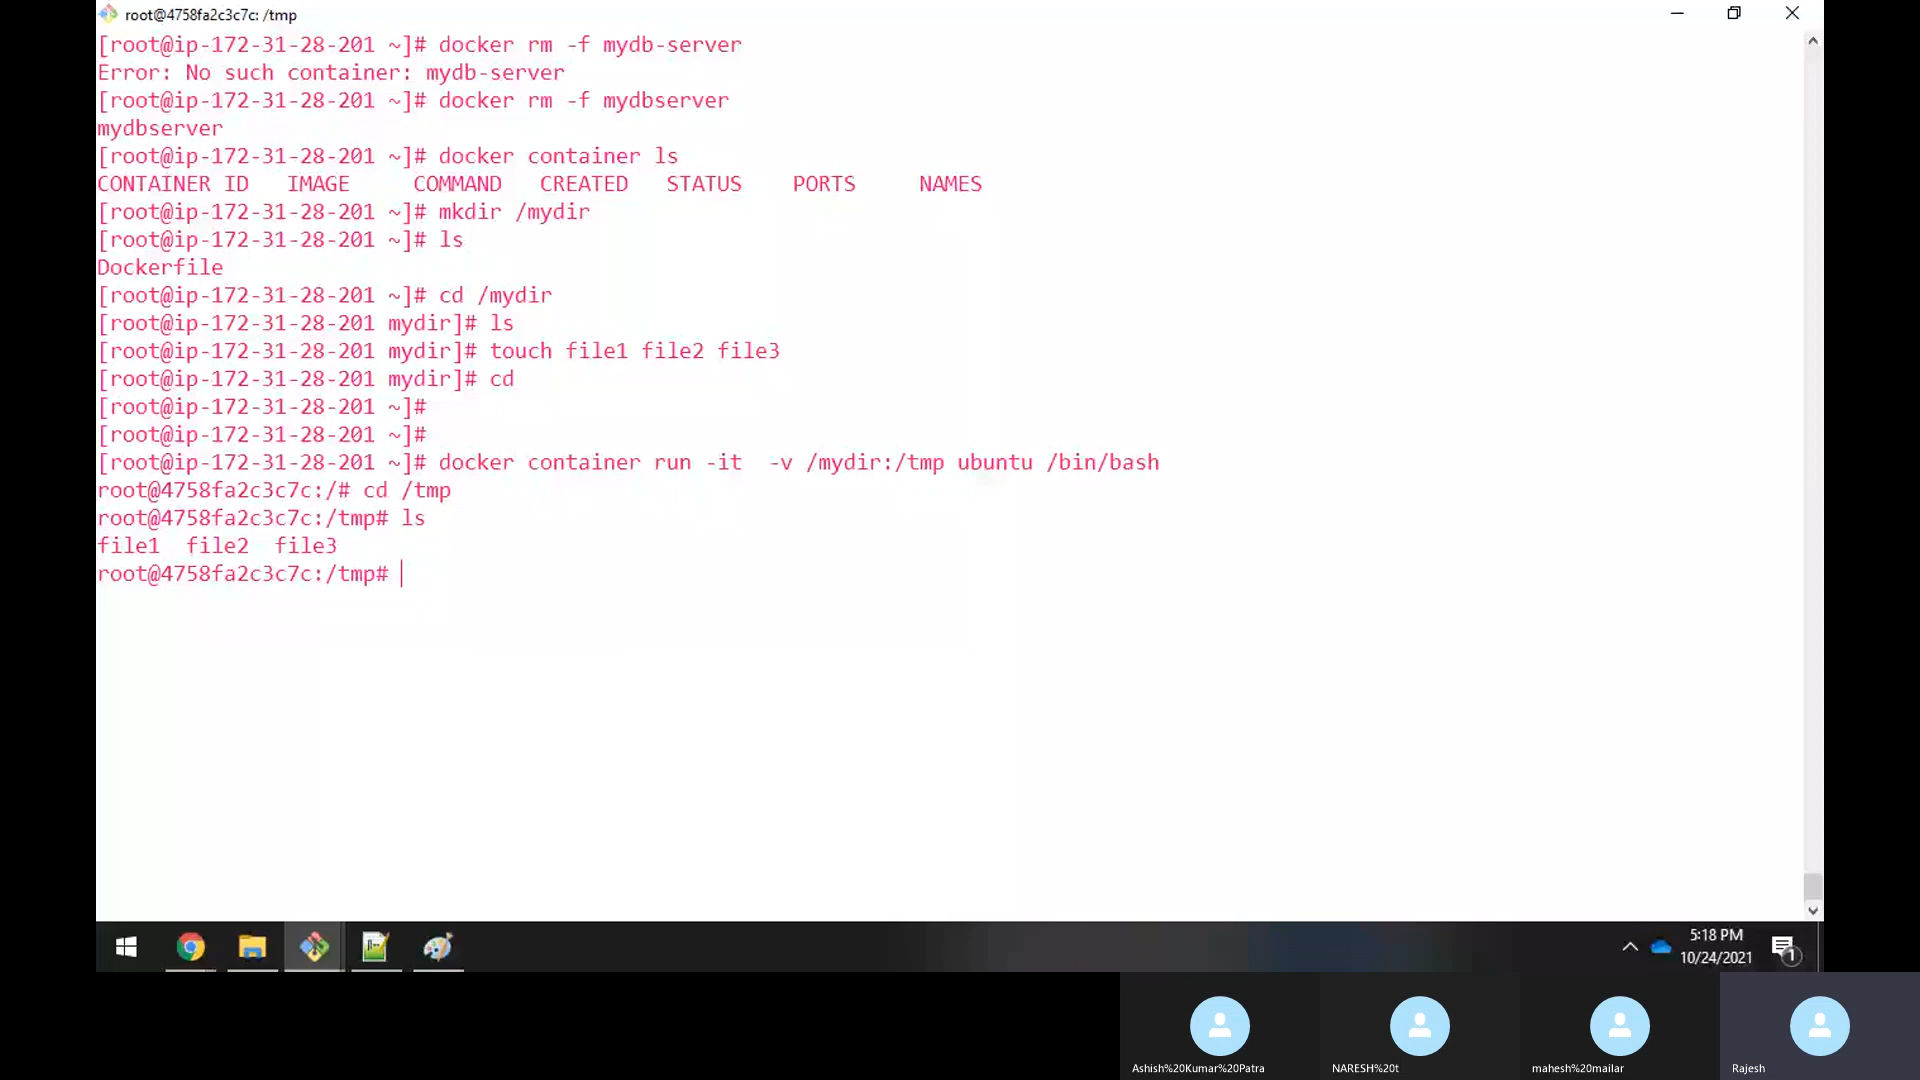 root@4758fa2c3c7c: /tmp
[root@ip-172-31-28-201 ~]# docker rm -f mydb-server
Error: No such container: mydb-server
[root@ip-172-31-28-201 ~]# docker rm -f mydbserver
mydbserver
[root@ip-172-31-28-201 ~]# docker container ls
CONTAINER ID   IMAGE     COMMAND   CREATED   STATUS    PORTS     NAMES
[root@ip-172-31-28-201 ~]# mkdir /mydir
[root@ip-172-31-28-201 ~]# ls
Dockerfile
[root@ip-172-31-28-201 ~]# cd /mydir
[root@ip-172-31-28-201 mydir]# ls
[root@ip-172-31-28-201 mydir]# touch file1 file2 file3
[root@ip-172-31-28-201 mydir]# cd
[root@ip-172-31-28-201 ~]#
[root@ip-172-31-28-201 ~]#
[root@ip-172-31-28-201 ~]# docker container run -it  -v /mydir:/tmp ubuntu /bin/bash
root@4758fa2c3c7c:/# cd /tmp
root@4758fa2c3c7c:/tmp# ls
file1  file2  file3
root@4758fa2c3c7c:/tmp#
5:18 PM
10/24/2021
1
Ashish%20Kumar%20Patra
NARESH%20t
mahesh%20mailar
Rajesh